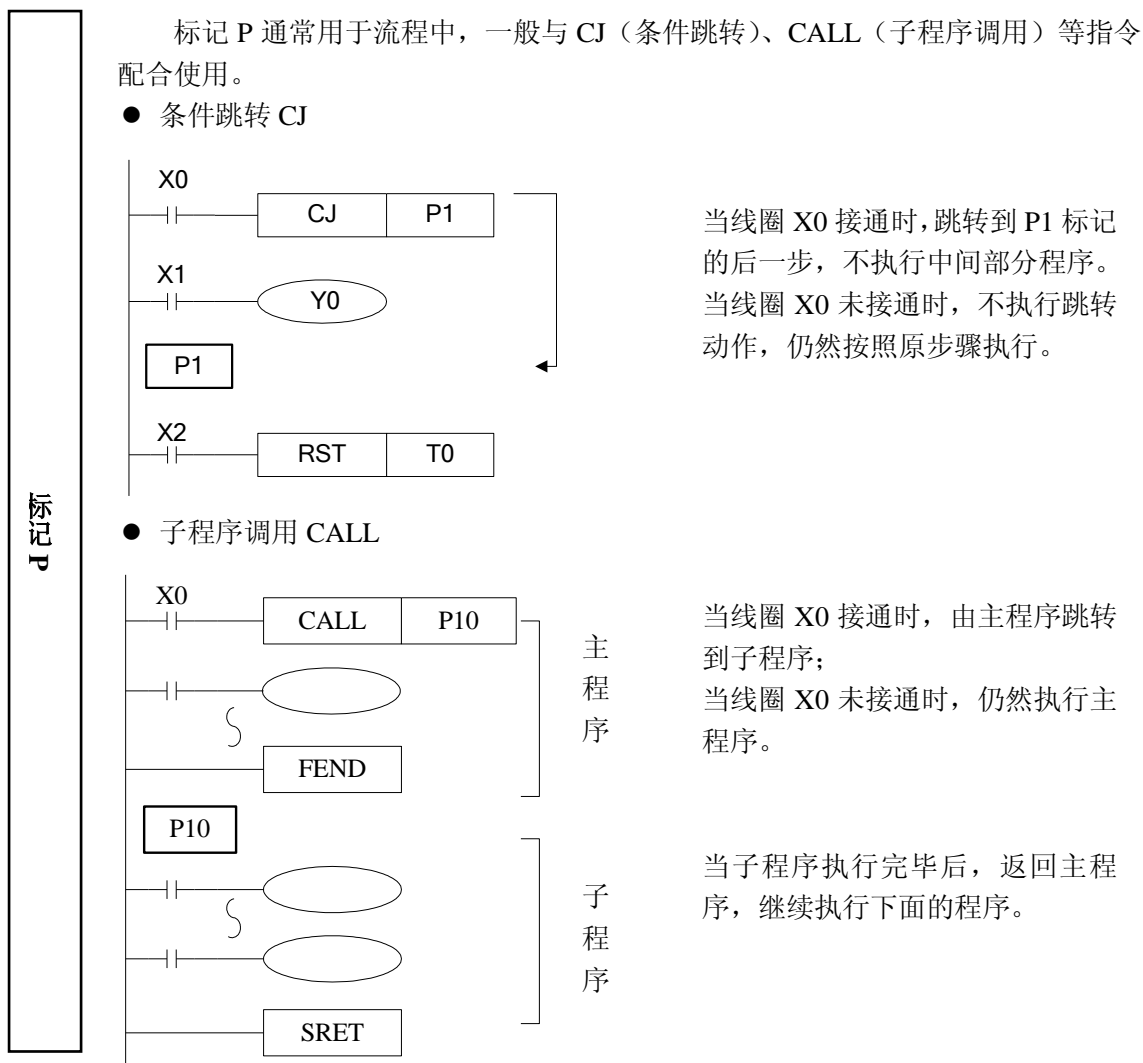 标记 P 通常用于流程中，一般与 CJ（条件跳转）、CALL（子程序调用）等指令
配合使用。
● 条件跳转 CJ
X0
CJ P1
X1
Y0
P1
X2
RST T0
当线圈 X0 接通时，跳转到 P1 标记
的后一步，不执行中间部分程序。
当线圈 X0 未接通时，不执行跳转
动作，仍然按照原步骤执行。
标记 P
● 子程序调用 CALL
X0
CALL P10
FEND
主程序
当线圈 X0 接通时，由主程序跳转
到子程序；
当线圈 X0 未接通时，仍然执行主
程序。
P10
SRET
子程序
当子程序执行完毕后，返回主程
序，继续执行下面的程序。